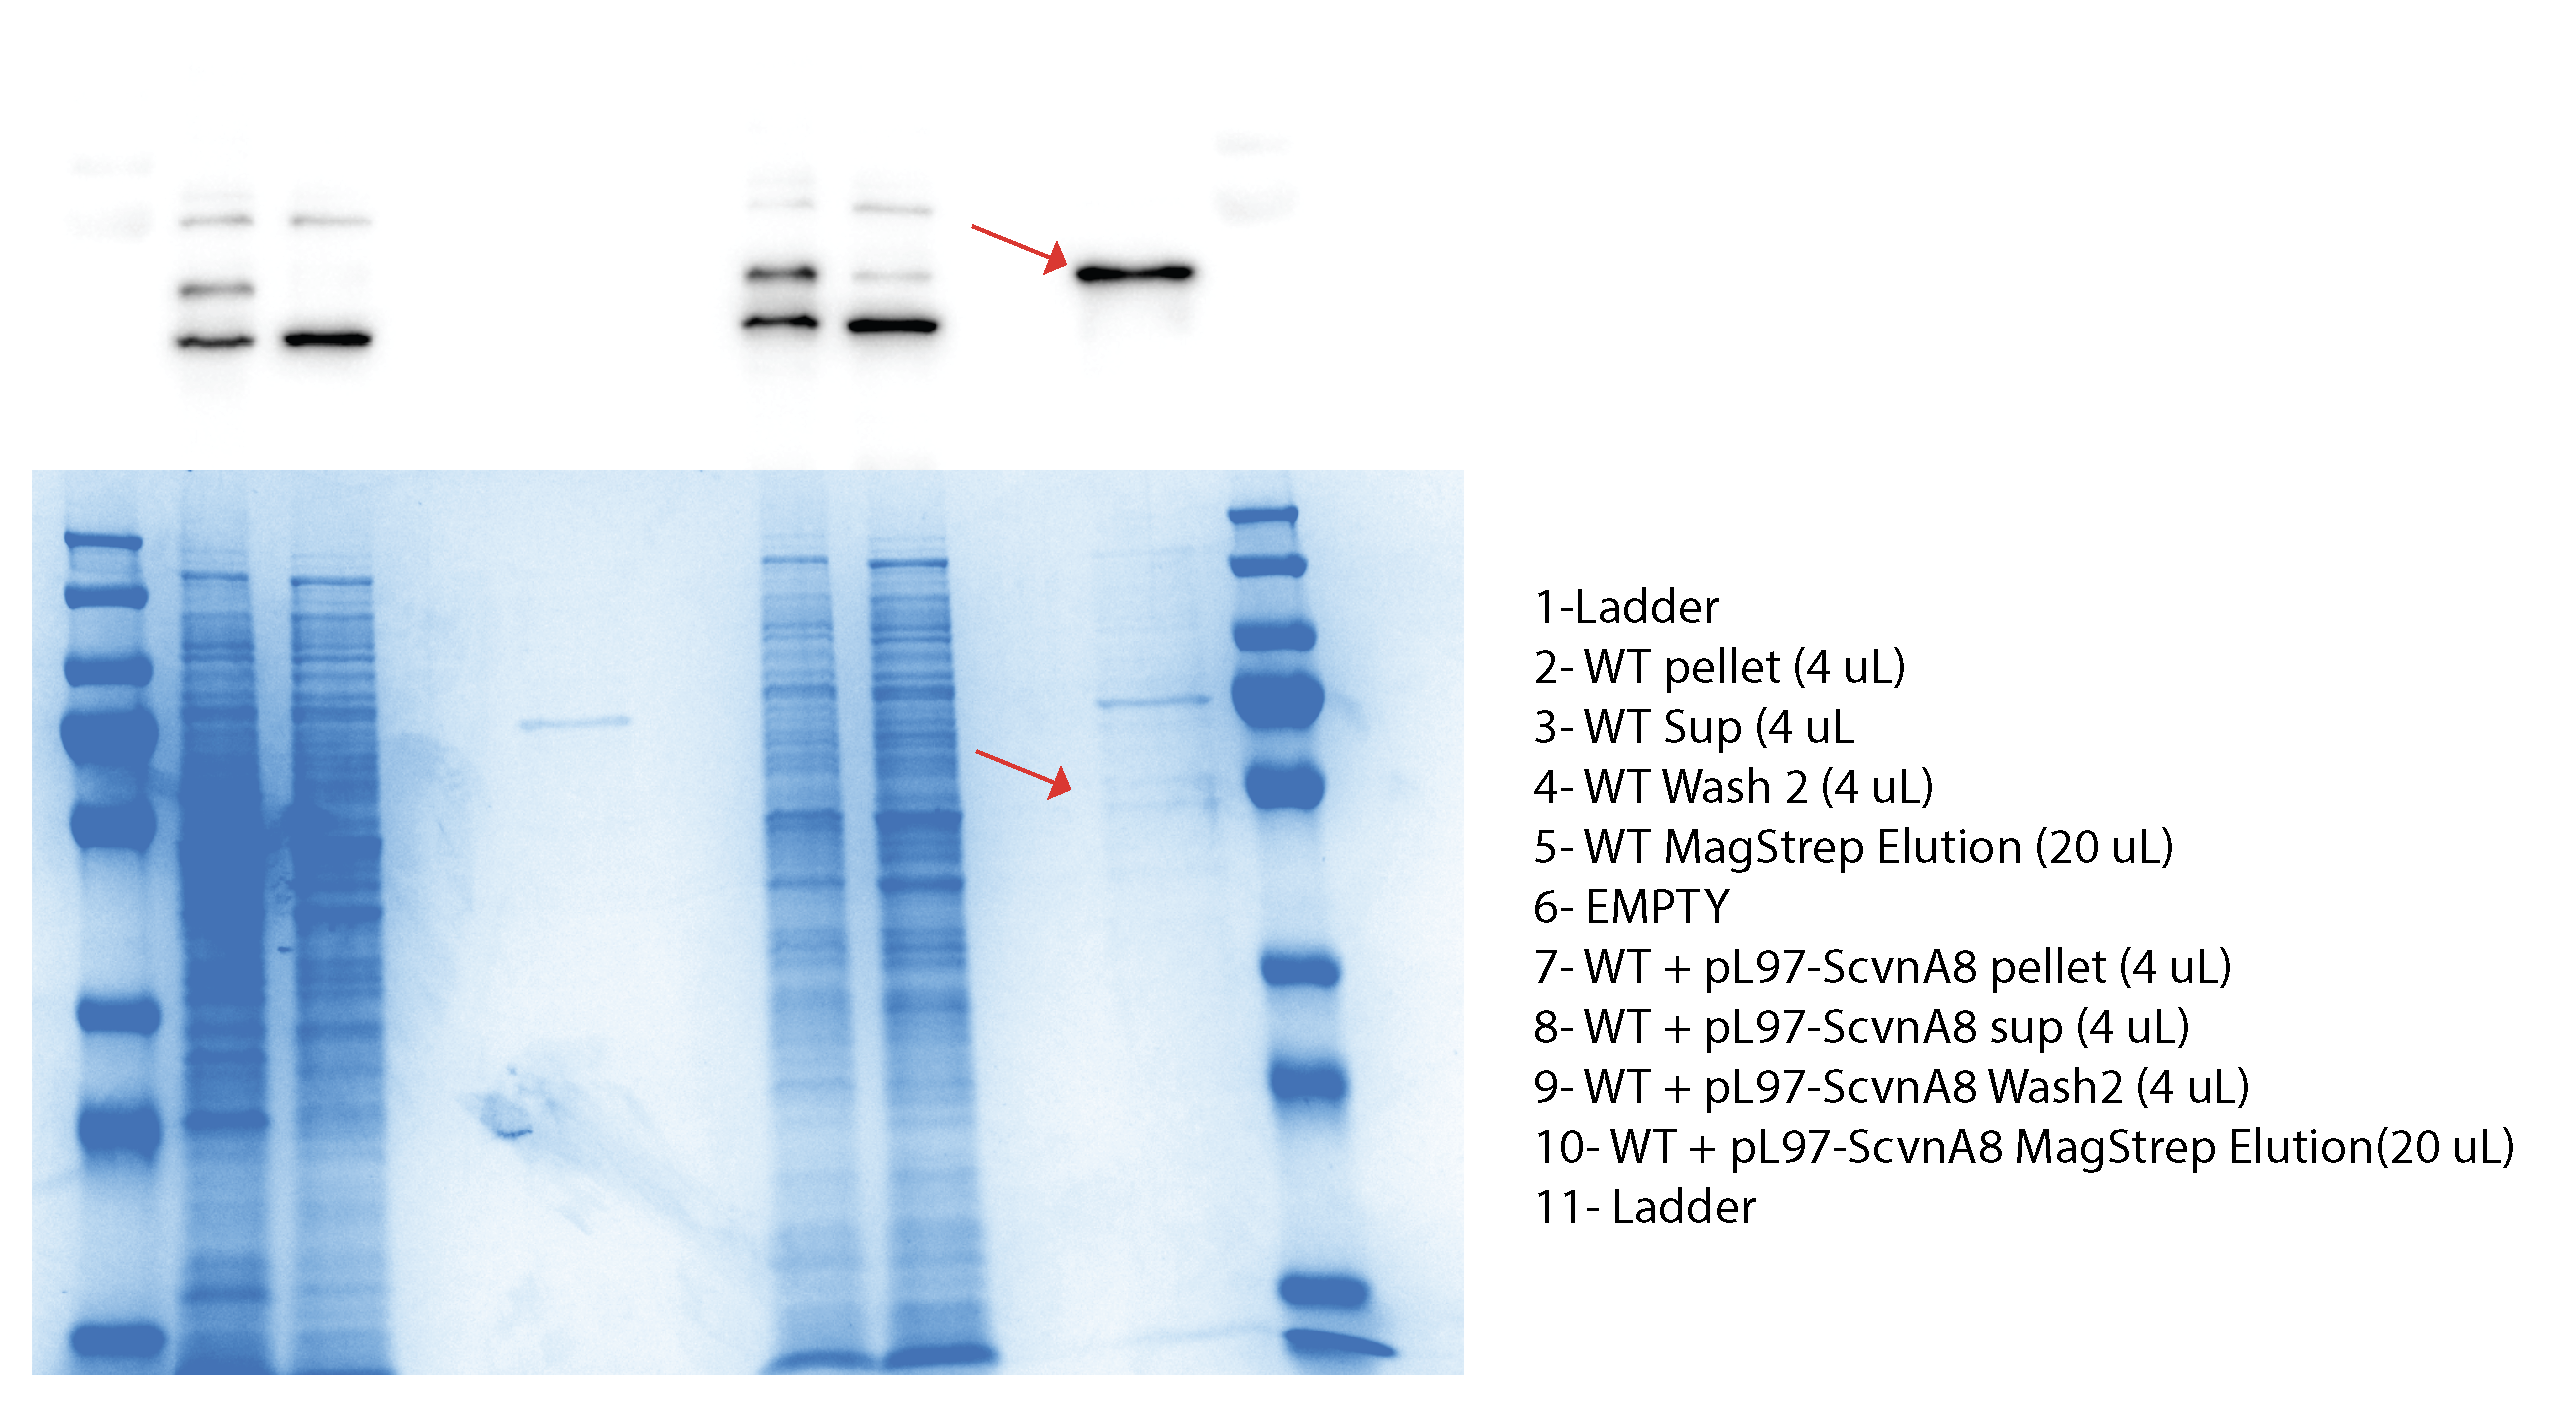 1-Ladder
2- WT pellet (4 uL)
3- WT Sup (4 uL
4- WT Wash 2 (4 uL)
5- WT MagStrep Elution (20 uL)
6- EMPTY
7- WT + pL97-ScvnA8 pellet (4 uL)
8- WT + pL97-ScvnA8 sup (4 uL)
9- WT + pL97-ScvnA8 Wash2 (4 uL)
10- WT + pL97-ScvnA8 MagStrep Elution(20 uL)
11- Ladder